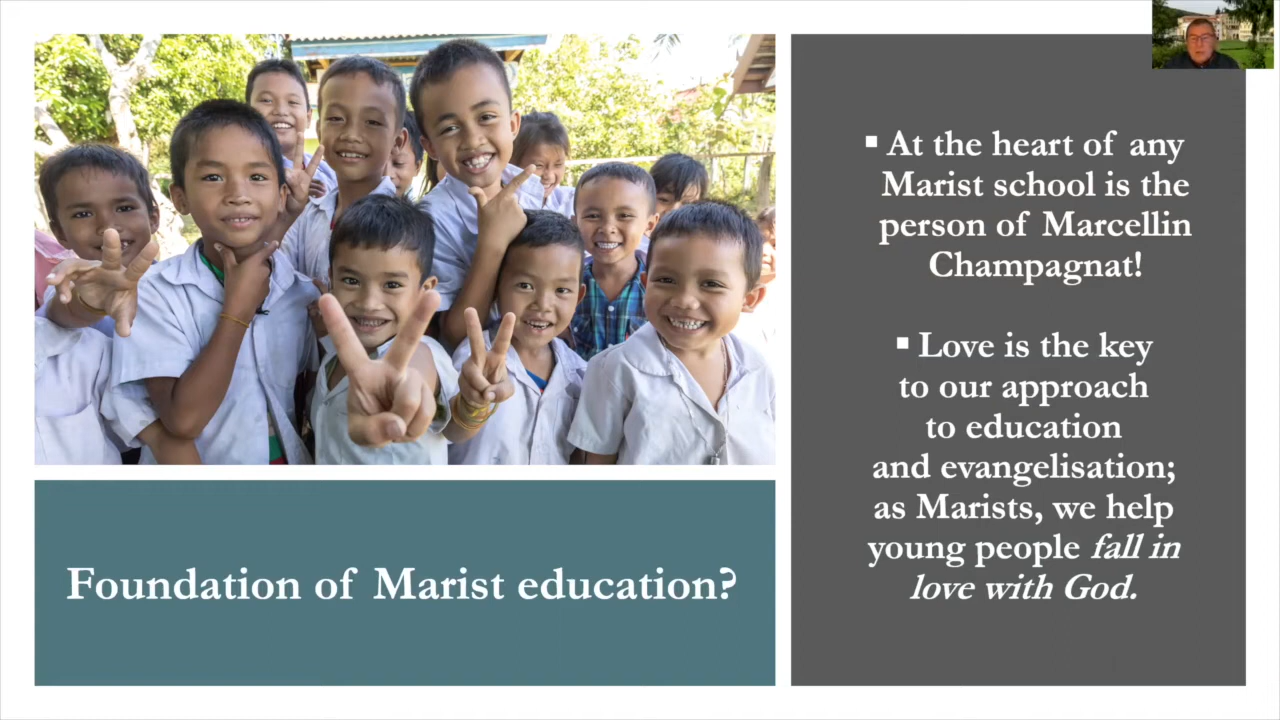 Foundation of Marist education?
▪ At the heart of any
Marist school is the
person of Marcellin
Champagnat!
▪ Love is the key
to our approach
to education
and evangelisation;
as Marists, we help
young people fall in
love with God.